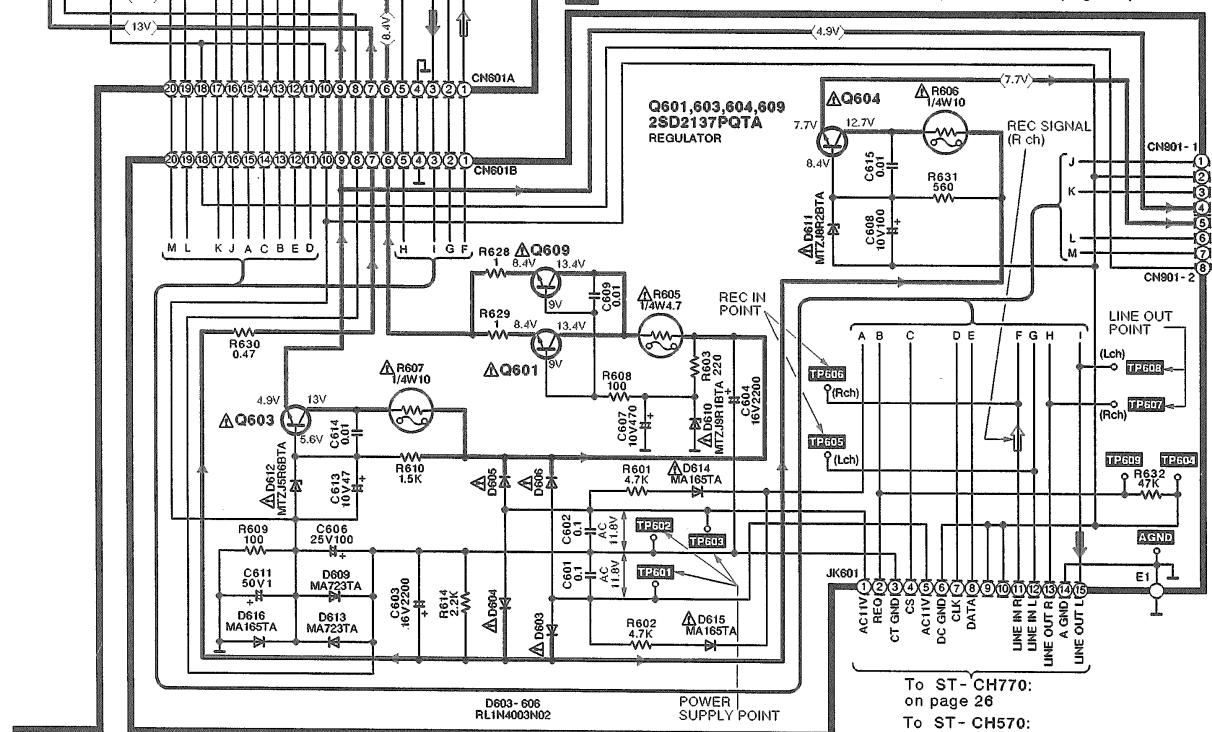 (13V)
(8.4V)
(4.9V)
(7.7V)
CN601A
20 19 18 17 16 15 14 13 12 11 10 9 8 7 6 5 4 3 2 1
Q601,603,604,609
2SD2137PQTA
REGULATOR
Q604
R606
1/4W10
7.7V
12.7V
8.4V
C615
0.01
R631
560
D611
MTZJ8R2BTA
C608
10V100
REC SIGNAL
(R ch)
CN901-1
J
K
L
M
1
2
3
4
5
6
7
8
CN901-2
20 19 18 17 16 15 14 13 12 11 10 9 8 7 6 5 4 3 2 1
CN601B
M L K J A C B E D
H I G F
R628
1
Q609
8.4V
13.4V
9V
C609
0.01
R605
1/4W4.7
R629
1
8.4V
13.4V
9V
Q601
R630
0.47
R607
1/4W10
R608
100
R603
220
C607
10V470
D610
MTZJ9R1BTA
C604
16V2200
REC IN
POINT
LINE OUT
POINT
A B C D E F G H I
(Lch)
TP608
(Rch)
TP607
TP606
(Rch)
TP605
(Lch)
4.9V
13V
Q603
5.6V
C614
0.01
D612
MTZJ5R6BTA
C613
10V47
R610
1.5K
D605
D606
R601
4.7K
D614
MA165TA
TP609
R632
47K
TP604
R609
100
C606
25V100
C602
0.1
AC
11.8V
TP602
TP603
C601
0.1
AC
11.8V
TP601
AGND
E1
C611
50V1
D609
MA723TA
D616
MA165TA
D613
MA723TA
C603
16V2200
R614
2.2K
D604
D603
R602
4.7K
D615
MA165TA
JK601
1 2 3 4 5 6 7 8 9 10 11 12 13 14 15
AC11V
REQ
CT GND
CS
AC11V
DC GND
CLK
DATA
LINE IN R
LINE IN L
LINE OUT R
A GND
LINE OUT L
D603-606
RL1N4003N02
POWER
SUPPLY POINT
To ST-CH770:
on page 26
To ST-CH570: